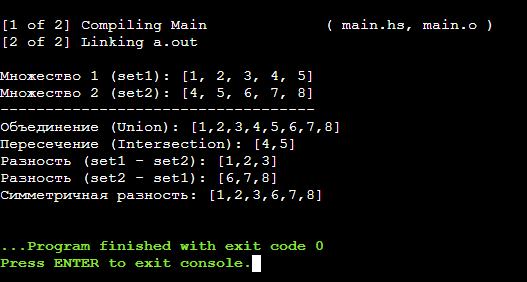 [1 of 2] Compiling Main             ( main.hs, main.o )
[2 of 2] Linking a.out
Множество 1 (set1): [1, 2, 3, 4, 5]
Множество 2 (set2): [4, 5, 6, 7, 8]
-----------------------------------
Объединение (Union): [1,2,3,4,5,6,7,8]
Пересечение (Intersection): [4,5]
Разность (set1 - set2): [1,2,3]
Разность (set2 - set1): [6,7,8]
Симметричная разность: [1,2,3,6,7,8]
...Program finished with exit code 0
Press ENTER to exit console.